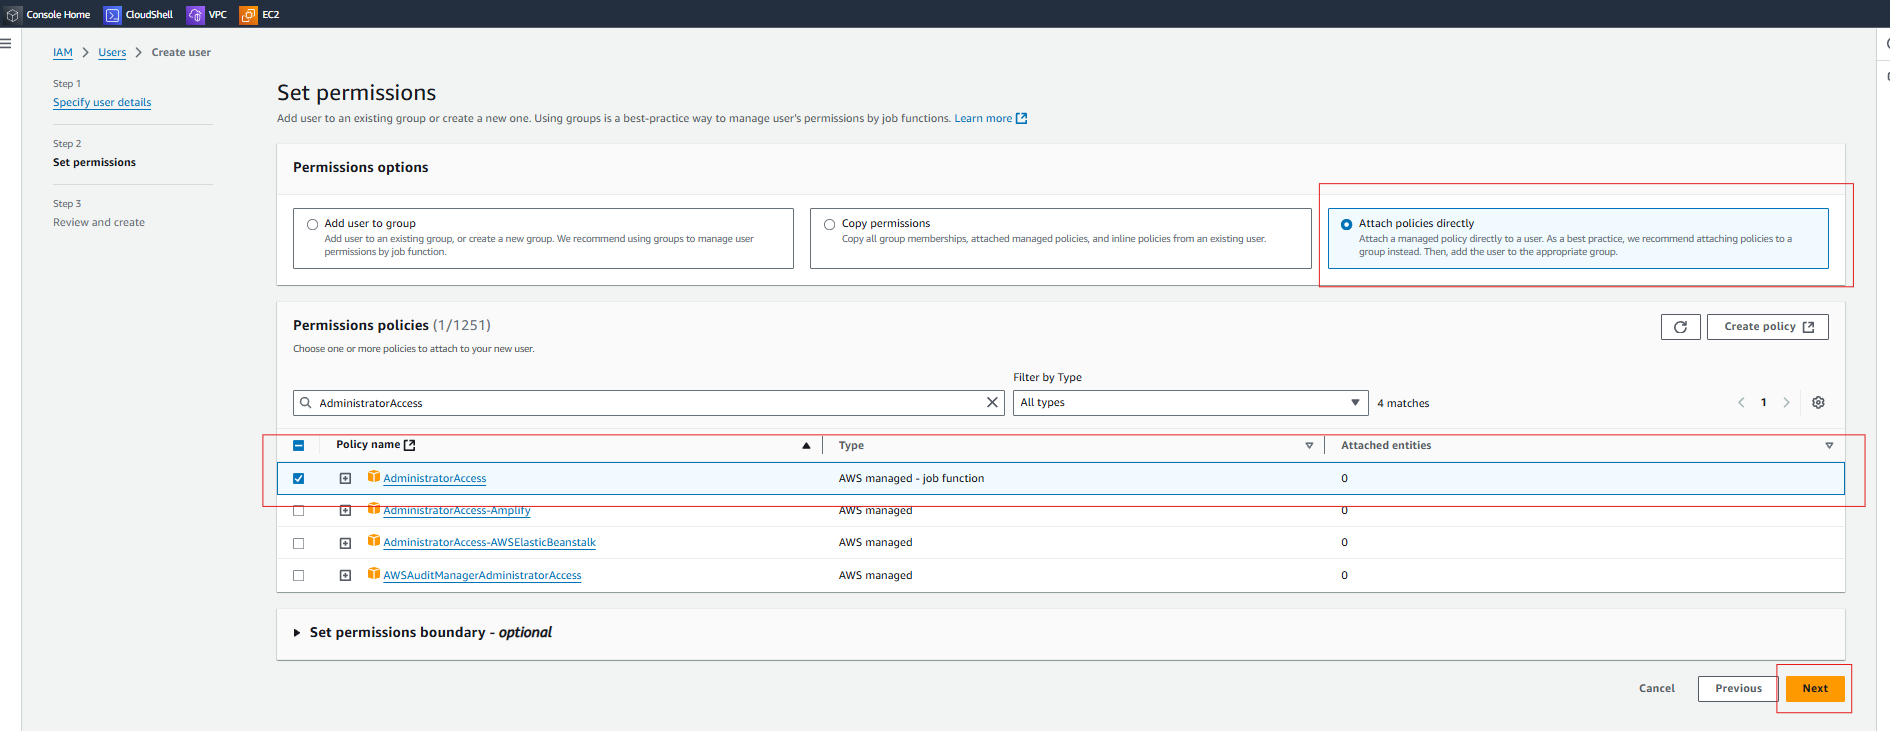 Console Home CloudShell VPC EC2
IAM > Users > Create user
Step 1
Specify user details
Step 2
Set permissions
Step 3
Review and create
Set permissions
Add user to an existing group or create a new one. Using groups is a best-practice way to manage user's permissions by job functions. Learn more
Permissions options
Add user to group
Add user to an existing group, or create a new group. We recommend using groups to manage user
permissions by job function.
Copy permissions
Copy all group memberships, attached managed policies, and inline policies from an existing user.
Attach policies directly
Attach a managed policy directly to a user. As a best practice, we recommend attaching policies to a
group instead. Then, add the user to the appropriate group.
Permissions policies (1/1251)
Choose one or more policies to attach to your new user.
Create policy
Filter by Type
AdministratorAccess
All types
4 matches
1
Policy name Type Attached entities
AdministratorAccess AWS managed - job function 0
AdministratorAccess-Amplify AWS managed 0
AdministratorAccess-AWSElasticBeanstalk AWS managed 0
AWSAuditManagerAdministratorAccess AWS managed 0
Set permissions boundary - optional
Cancel Previous Next